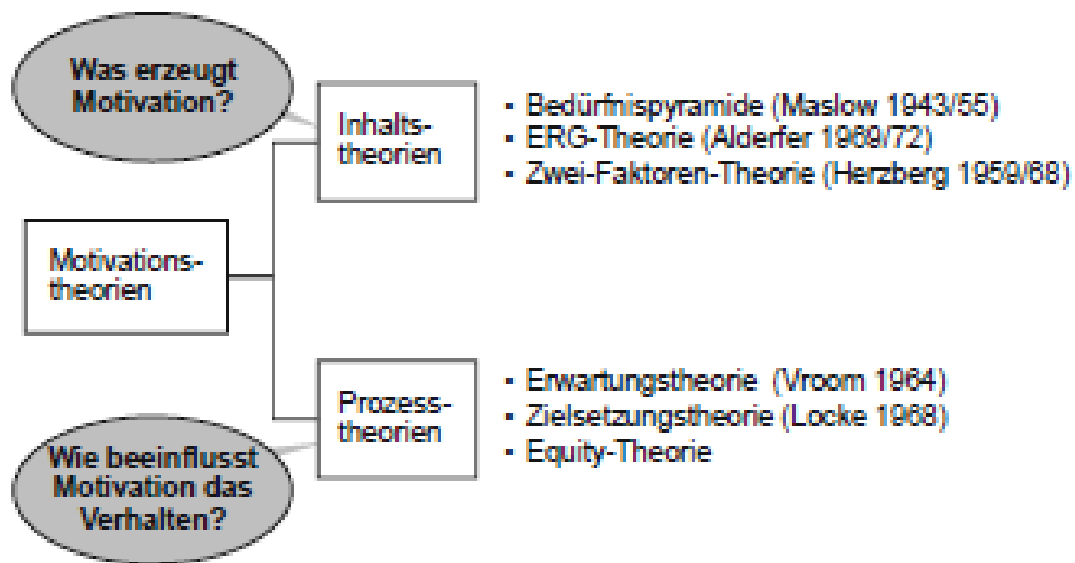 Was erzeugt
Motivation?
Inhalts-
theorien
▪ Bedürfnispyramide (Maslow 1943/55)
▪ ERG-Theorie (Alderfer 1969/72)
▪ Zwei-Faktoren-Theorie (Herzberg 1959/68)
Motivations-
theorien
Prozess-
theorien
▪ Erwartungstheorie (Vroom 1964)
▪ Zielsetzungstheorie (Locke 1968)
▪ Equity-Theorie
Wie beeinflusst
Motivation das
Verhalten?